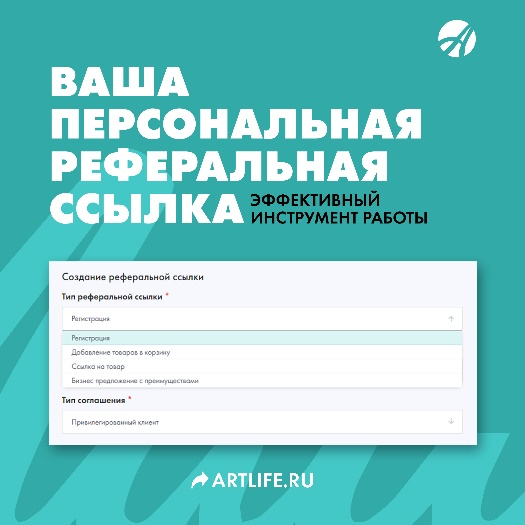 ВАША
ПЕРСОНАЛЬНАЯ
РЕФЕРАЛЬНАЯ
ССЫЛКА
ЭФФЕКТИВНЫЙ
ИНСТРУМЕНТ РАБОТЫ
Создание реферальной ссылки
Тип реферальной ссылки *
Регистрация
Регистрация
Добавление товаров в корзину
Ссылка на товар
Бизнес предложение с преимуществами
Тип соглашения *
Привилегированный клиент
ARTLIFE.RU